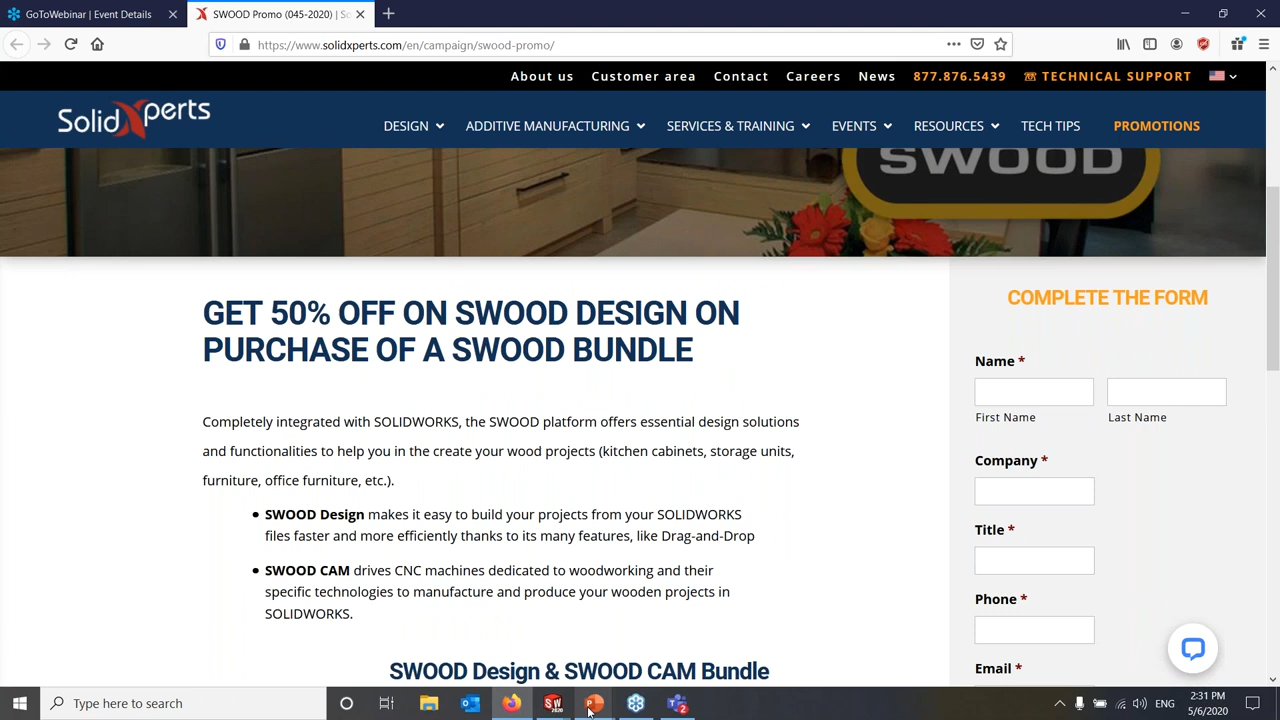 GoToWebinar | Event Details
SWOOD Promo (045-2020) | So
https://www.solidxperts.com/en/campaign/swood-promo/
About us Customer area Contact Careers News 877.876.5439 TECHNICAL SUPPORT
SolidXperts DESIGN ADDITIVE MANUFACTURING SERVICES & TRAINING EVENTS RESOURCES TECH TIPS PROMOTIONS
SWOOD
GET 50% OFF ON SWOOD DESIGN ON
PURCHASE OF A SWOOD BUNDLE
Completely integrated with SOLIDWORKS, the SWOOD platform offers essential design solutions
and functionalities to help you in the create your wood projects (kitchen cabinets, storage units,
furniture, office furniture, etc.).
• SWOOD Design makes it easy to build your projects from your SOLIDWORKS
files faster and more efficiently thanks to its many features, like Drag-and-Drop
• SWOOD CAM drives CNC machines dedicated to woodworking and their
specific technologies to manufacture and produce your wooden projects in
SOLIDWORKS.
SWOOD Design & SWOOD CAM Bundle
COMPLETE THE FORM
Name *
First Name Last Name
Company *
Title *
Phone *
Email *
Type here to search
SW
2020
P
2
ENG
2:31 PM
5/6/2020